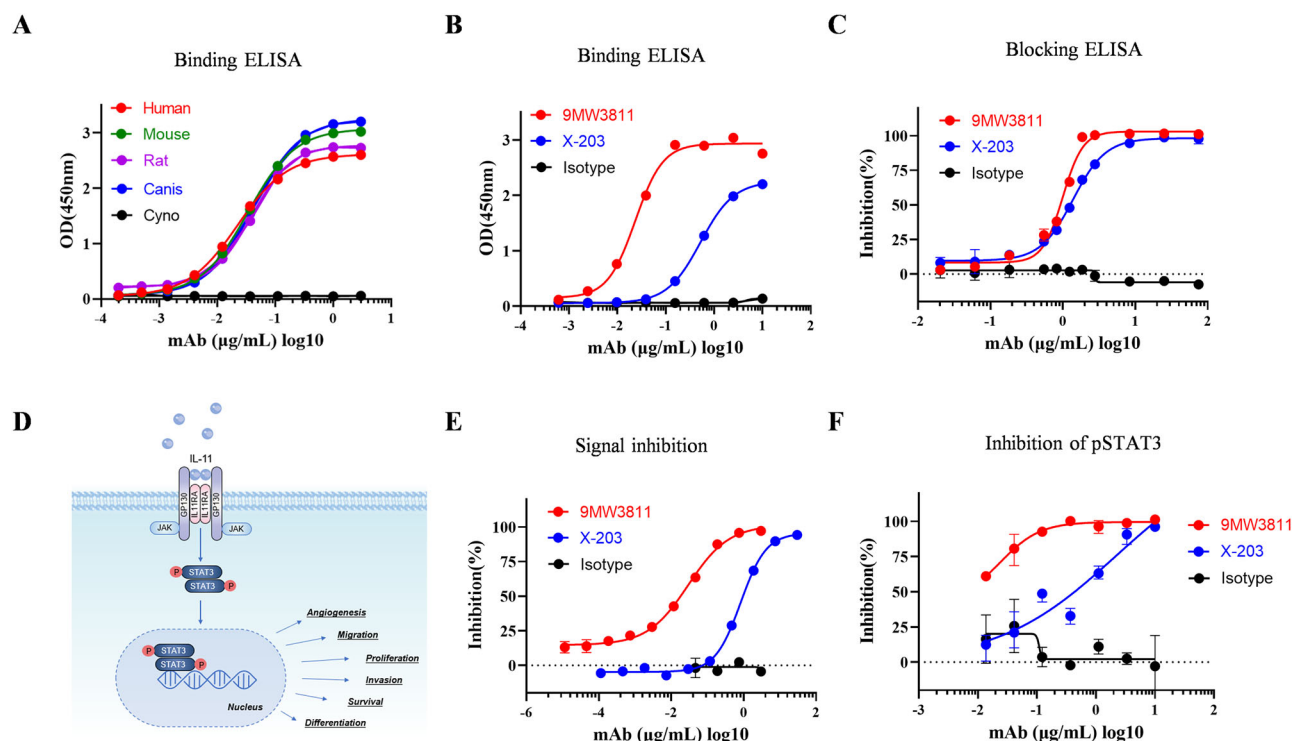 A
Binding ELISA
Human
Mouse
Rat
Canis
Cyno
OD(450nm)
3
2
1
0
-4
-3
-2
-1
0
1
mAb (µg/mL) log10
B
Binding ELISA
9MW3811
X-203
Isotype
OD(450nm)
3
2
1
0
-4
-3
-2
-1
0
1
2
mAb (µg/mL) log10
C
Blocking ELISA
9MW3811
X-203
Isotype
Inhibition(%)
100
75
50
25
0
-2
-1
0
1
2
mAb (µg/mL) log10
D
IL-11
GP130
IL11RA
IL11RA
GP130
JAK
JAK
P
STAT3
STAT3
P
P
STAT3
STAT3
P
Nucleus
Angiogenesis
Migration
Proliferation
Invasion
Survival
Differentiation
E
Signal inhibition
9MW3811
X-203
Isotype
Inhibition(%)
100
75
50
25
0
-6
-4
-2
0
2
mAb (µg/mL) log10
F
Inhibition of pSTAT3
9MW3811
X-203
Isotype
Inhibition(%)
100
75
50
25
0
-3
-2
-1
0
1
2
mAb (µg/mL) log10